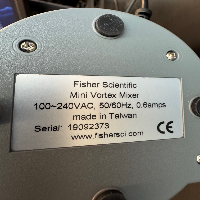 Fisher Scientific
Mini Vortex Mixer
100~240VAC, 50/60Hz, 0.6amps
made in Taiwan
Serial: 19092373
www.fishersci.com
CE